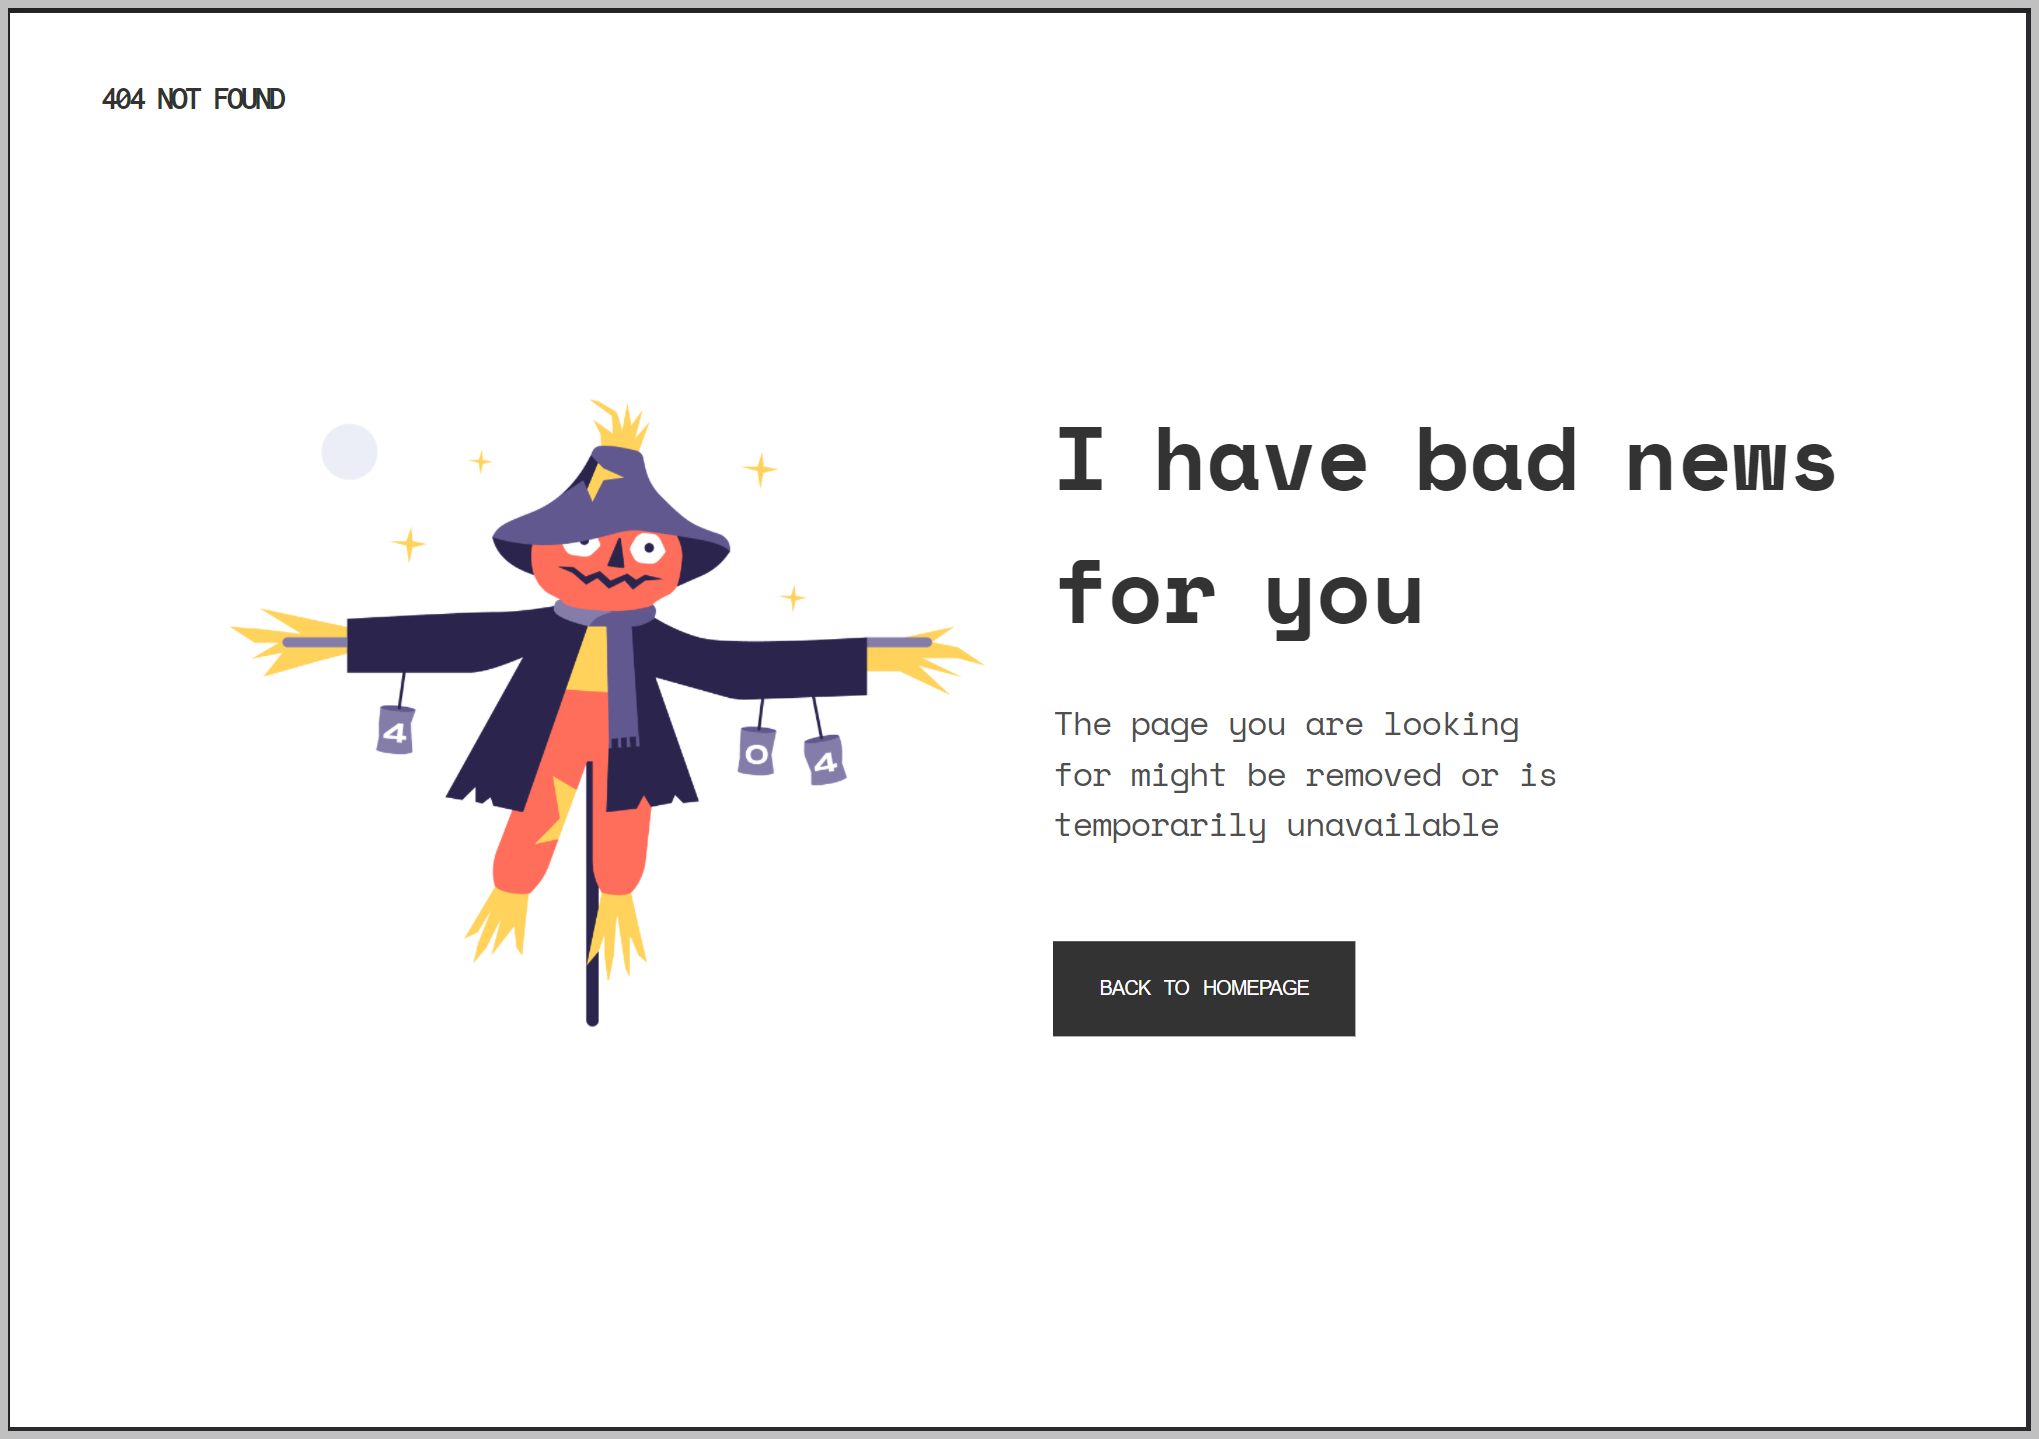 404 NOT FOUND
I have bad news
for you
4
0
4
The page you are looking
for might be removed or is
temporarily unavailable
BACK TO HOMEPAGE